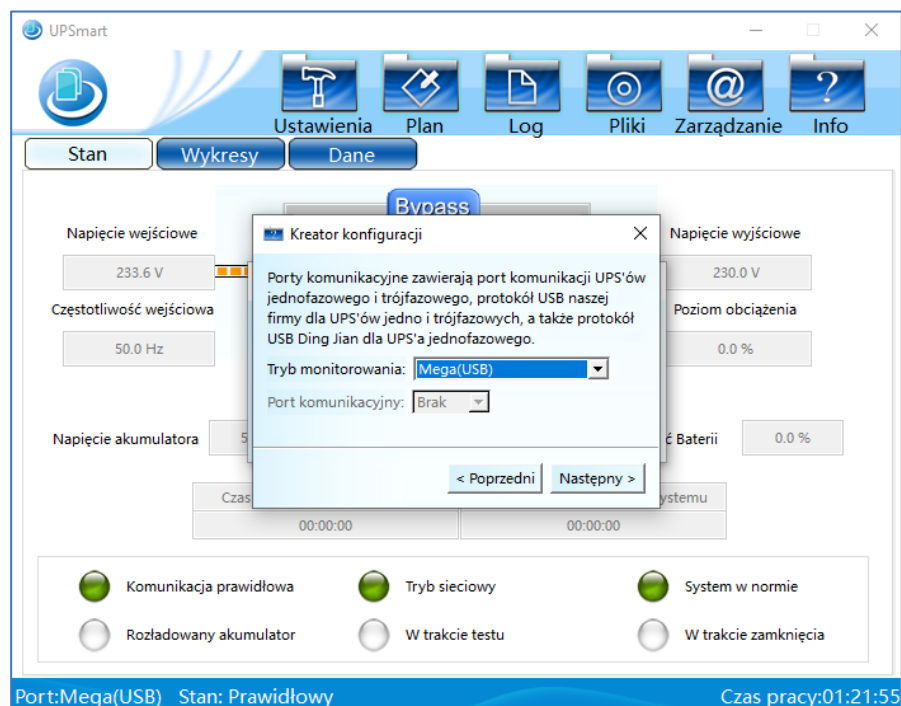 UPSmart
Ustawienia Plan Log Pliki Zarządzanie Info
Stan Wykresy Dane
Bypass
Napięcie wejściowe
233.6 V
Częstotliwość wejściowa
50.0 Hz
Kreator konfiguracji
Porty komunikacyjne zawierają port komunikacji UPS'ów
jednofazowego i trójfazowego, protokół USB naszej
firmy dla UPS'ów jedno i trójfazowych, a także protokół
USB Ding Jian dla UPS'a jednofazowego.
Tryb monitorowania: Mega(USB)
Port komunikacyjny: Brak
< Poprzedni Następny >
Napięcie wyjściowe
230.0 V
Poziom obciążenia
0.0 %
Napięcie akumulatora 5
ć Baterii 0.0 %
Czas ystemu
00:00:00 00:00:00
Komunikacja prawidłowa Tryb sieciowy System w normie
Rozładowany akumulator W trakcie testu W trakcie zamknięcia
Port:Mega(USB) Stan: Prawidłowy Czas pracy:01:21:55